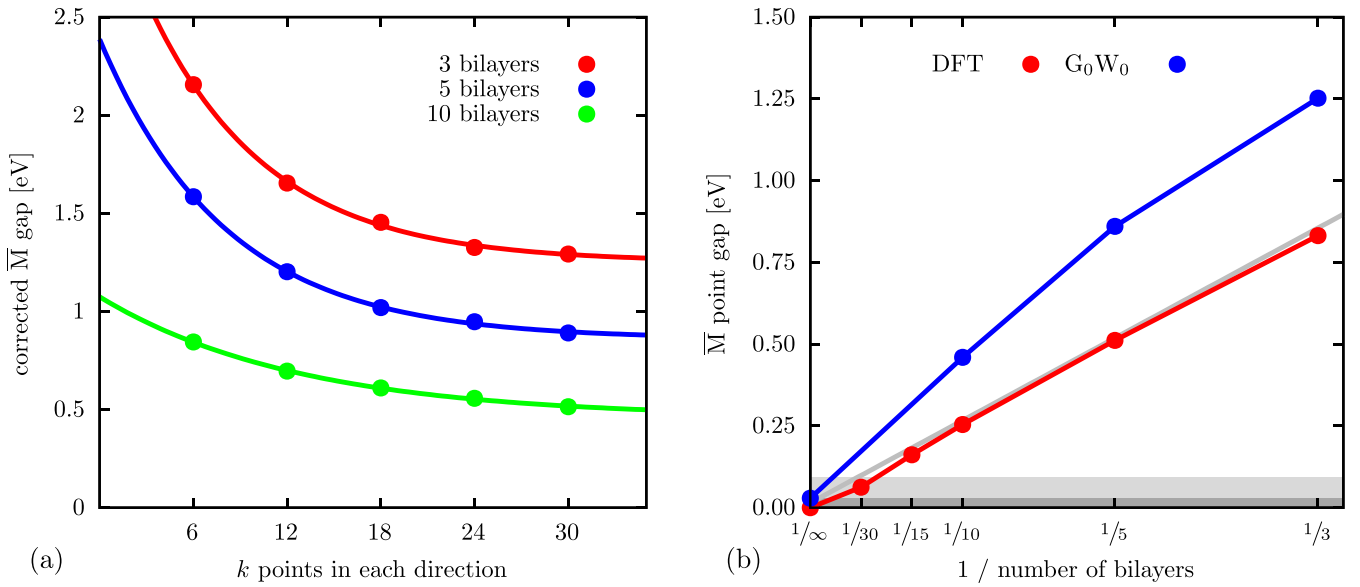 2.5
2
1.5
1
0.5
0
corrected M̅ gap [eV]
3 bilayers
5 bilayers
10 bilayers
6 12 18 24 30
k points in each direction
(a)
1.50
1.25
1.00
0.75
0.50
0.25
0.00
M̅ point gap [eV]
DFT G₀W₀
1/∞ 1/30 1/15 1/10 1/5 1/3
1 / number of bilayers
(b)